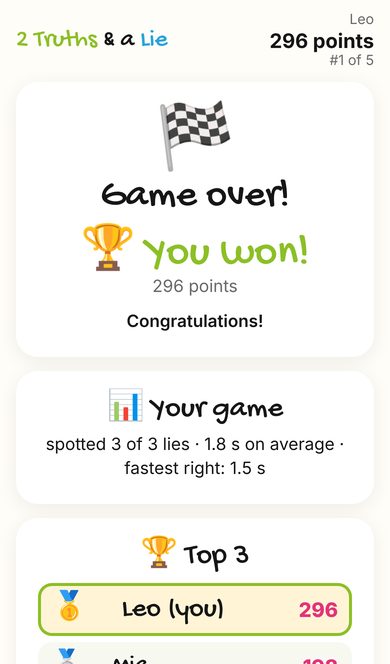 2 Truths & a Lie
Leo
296 points
#1 of 5
Game over!
You won!
296 points
Congratulations!
Your game
spotted 3 of 3 lies · 1.8 s on average ·
fastest right: 1.5 s
Top 3
Leo (you) 296